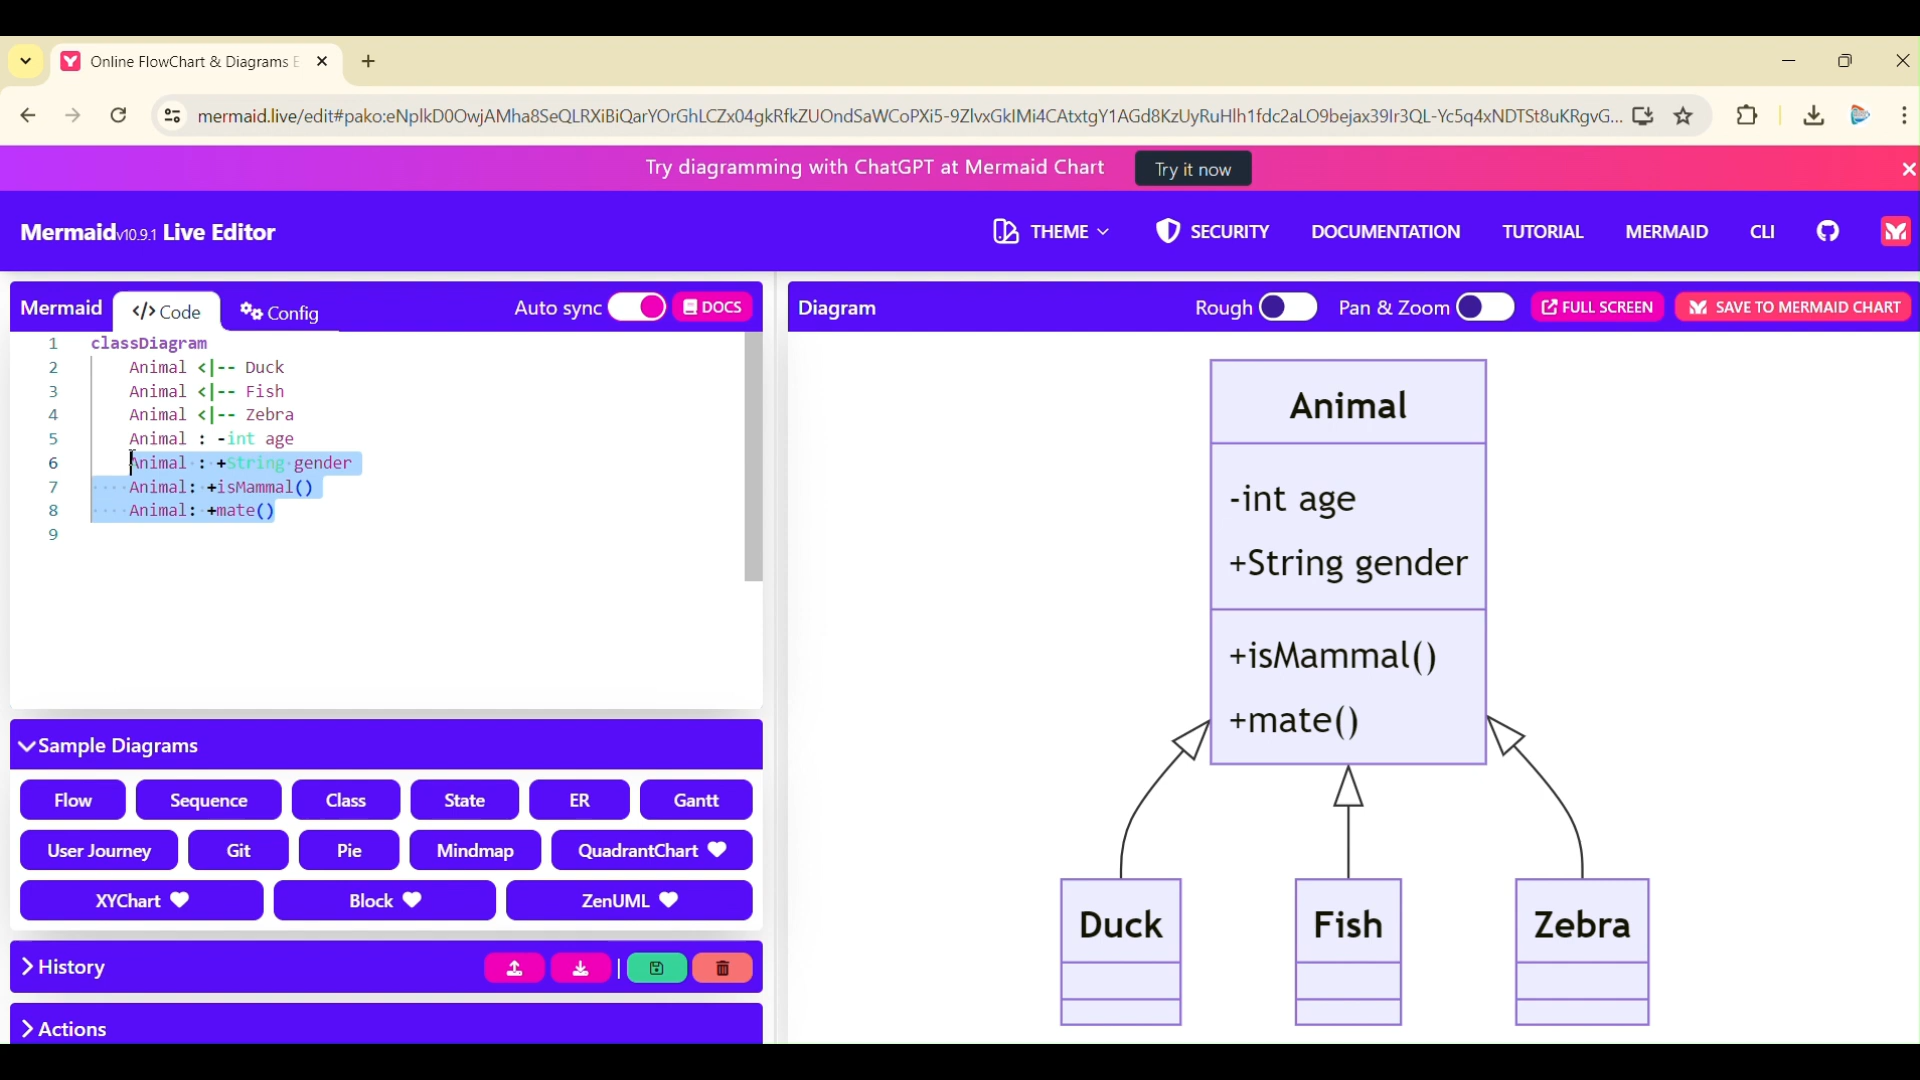 Online FlowChart & Diagrams E
mermaid.live/edit#pako:eNplkD0OwjAMha8SeQLRXiBiQarYOrGhLCZx04gkRfkZUOndSaWCoPXi5-9ZlvxGkIMi4CAtxtgY1AGd8KzUyRuHlh1fdc2aLO9bejax39Ir3QL-Yc5q4xNDTSt8uKRgvG...
Try diagramming with ChatGPT at Mermaid Chart Try it now
Mermaid v10.9.1 Live Editor THEME SECURITY DOCUMENTATION TUTORIAL MERMAID CLI
Mermaid </> Code Config Auto sync DOCS
1 classDiagram
2 Animal <|-- Duck
3 Animal <|-- Fish
4 Animal <|-- Zebra
5 Animal : -int age
6 Animal : +String gender
7 Animal: +isMammal()
8 Animal: +mate()
9
Sample Diagrams
Flow Sequence Class State ER Gantt
User Journey Git Pie Mindmap QuadrantChart
XYChart Block ZenUML
History
Actions
Diagram Rough Pan & Zoom FULL SCREEN SAVE TO MERMAID CHART
Animal
-int age
+String gender
+isMammal()
+mate()
Duck Fish Zebra